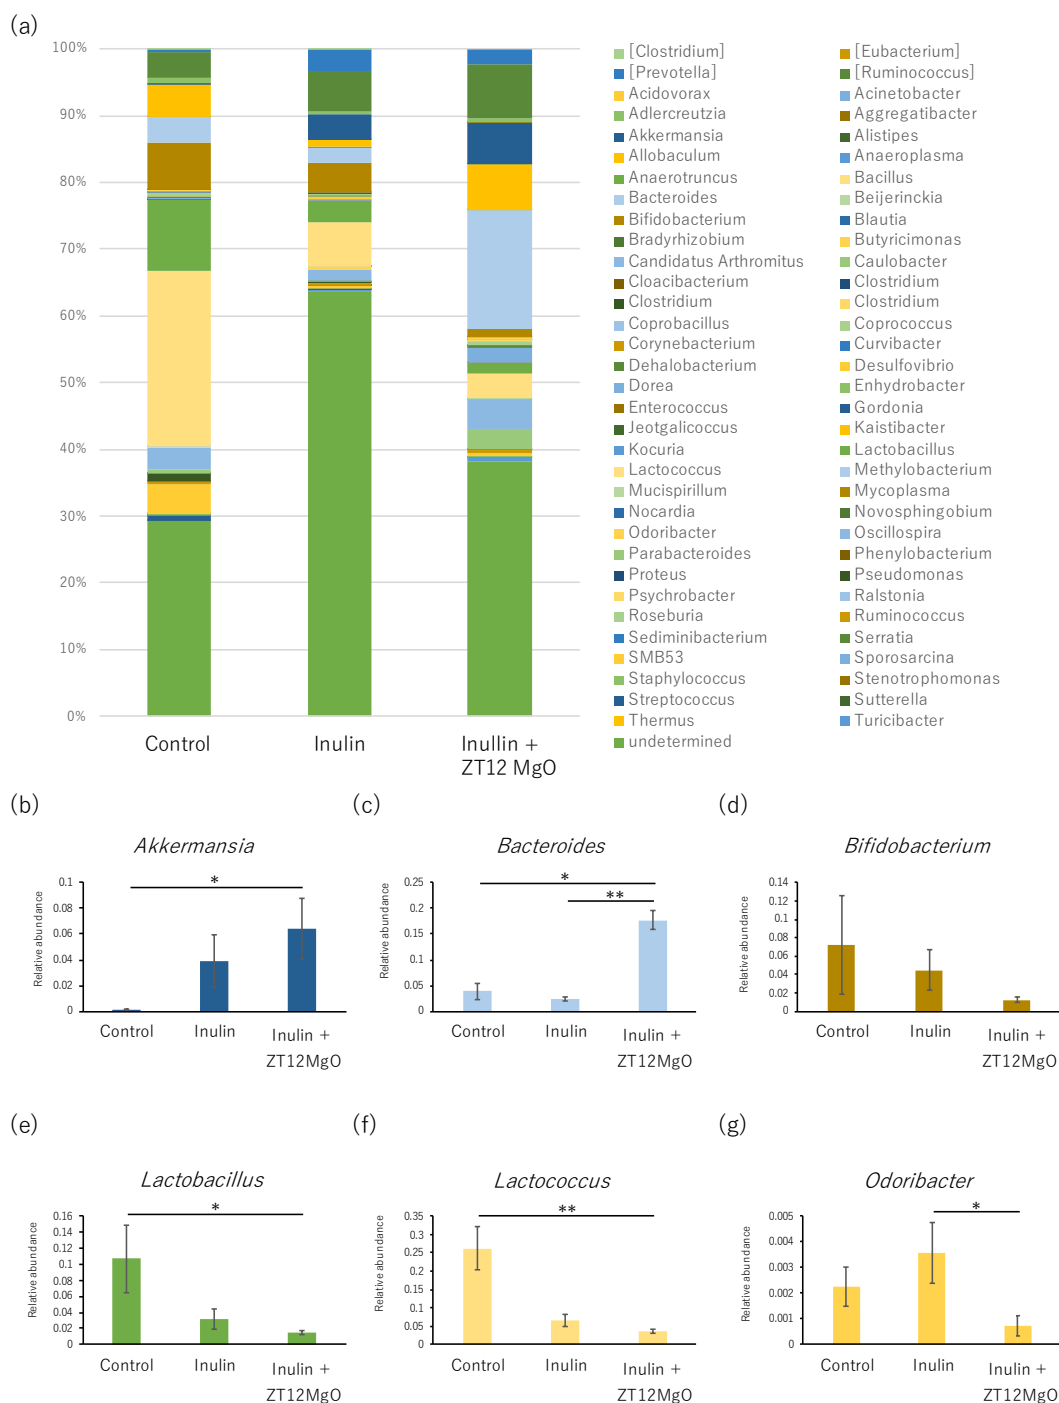 (a)
100%
90%
80%
70%
60%
50%
40%
30%
20%
10%
0%
Control
Inulin
Inullin +
ZT12 MgO
[Clostridium] [Eubacterium]
[Prevotella] [Ruminococcus]
Acidovorax Acinetobacter
Adlercreutzia Aggregatibacter
Akkermansia Alistipes
Allobaculum Anaeroplasma
Anaerotruncus Bacillus
Bacteroides Beijerinckia
Bifidobacterium Blautia
Bradyrhizobium Butyricimonas
Candidatus Arthromitus Caulobacter
Cloacibacterium Clostridium
Clostridium Clostridium
Coprobacillus Coprococcus
Corynebacterium Curvibacter
Dehalobacterium Desulfovibrio
Dorea Enhydrobacter
Enterococcus Gordonia
Jeotgalicoccus Kaistibacter
Kocuria Lactobacillus
Lactococcus Methylobacterium
Mucispirillum Mycoplasma
Nocardia Novosphingobium
Odoribacter Oscillospira
Parabacteroides Phenylobacterium
Proteus Pseudomonas
Psychrobacter Ralstonia
Roseburia Ruminococcus
Sediminibacterium Serratia
SMB53 Sporosarcina
Staphylococcus Stenotrophomonas
Streptococcus Sutterella
Thermus Turicibacter
undetermined
(b)
Akkermansia
Relative abundance
0.1
0.08
0.06
0.04
0.02
0
*
Control
Inulin
Inulin +
ZT12MgO
(c)
Bacteroides
Relative abundance
0.25
0.2
0.15
0.1
0.05
0
*
**
Control
Inulin
Inulin +
ZT12MgO
(d)
Bifidobacterium
Relative abundance
0.14
0.12
0.1
0.08
0.06
0.04
0.02
0
Control
Inulin
Inulin +
ZT12MgO
(e)
Lactobacillus
Relative abundance
0.16
0.14
0.12
0.1
0.08
0.06
0.04
0.02
0
*
Control
Inulin
Inulin +
ZT12MgO
(f)
Lactococcus
Relative abundance
0.35
0.3
0.25
0.2
0.15
0.1
0.05
0
**
Control
Inulin
Inulin +
ZT12MgO
(g)
Odoribacter
Relative abundance
0.005
0.004
0.003
0.002
0.001
0
*
Control
Inulin
Inulin +
ZT12MgO